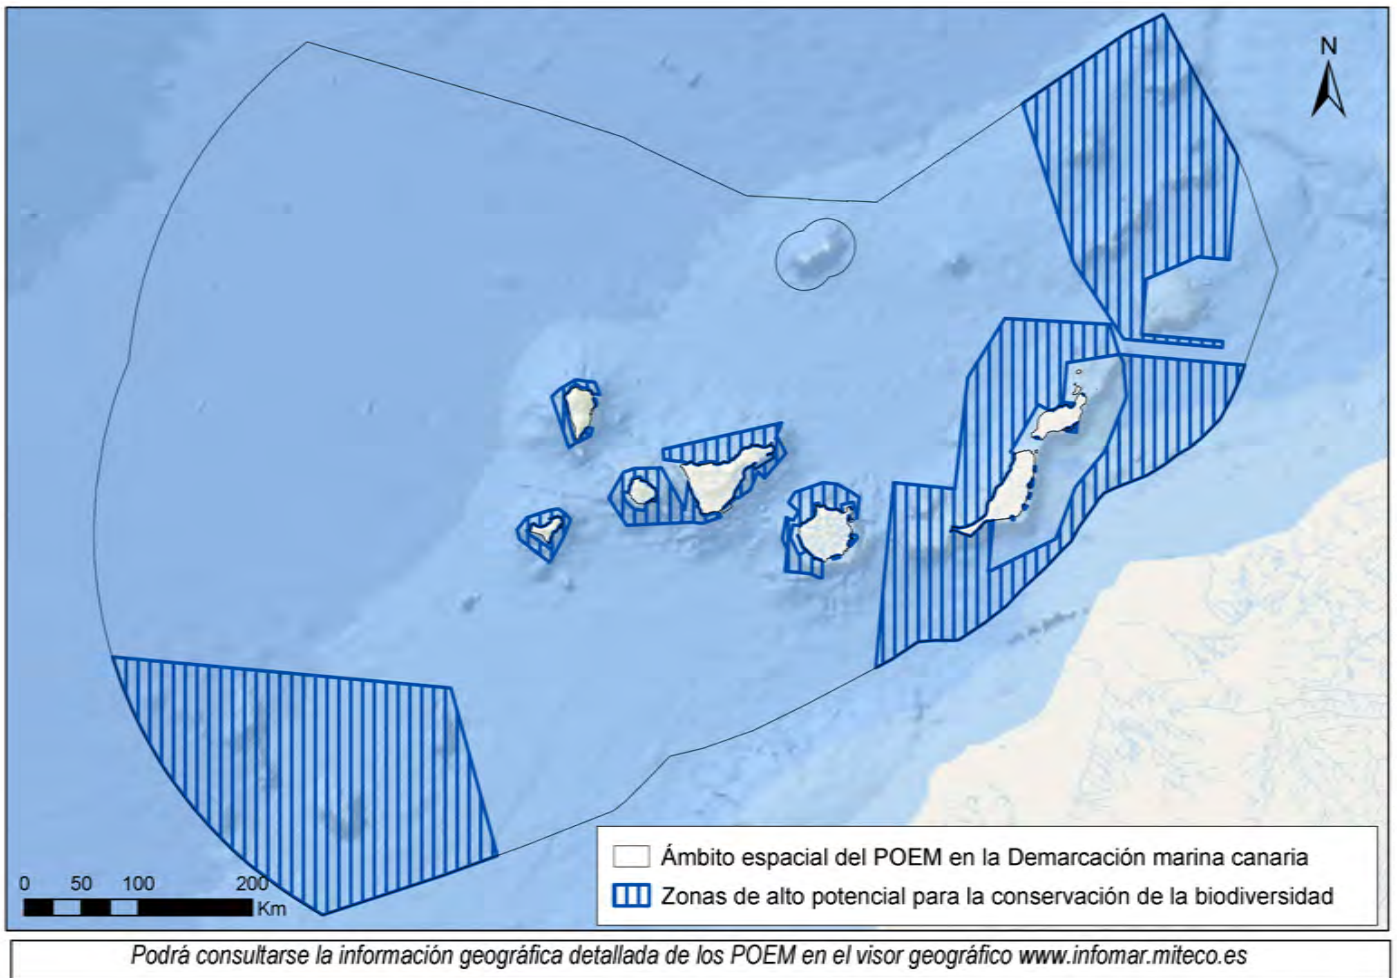 N
Ámbito espacial del POEM en la Demarcación marina canaria
Zonas de alto potencial para la conservación de la biodiversidad
0 50 100 200
Km
Podrá consultarse la información geográfica detallada de los POEM en el visor geográfico www.infomar.miteco.es